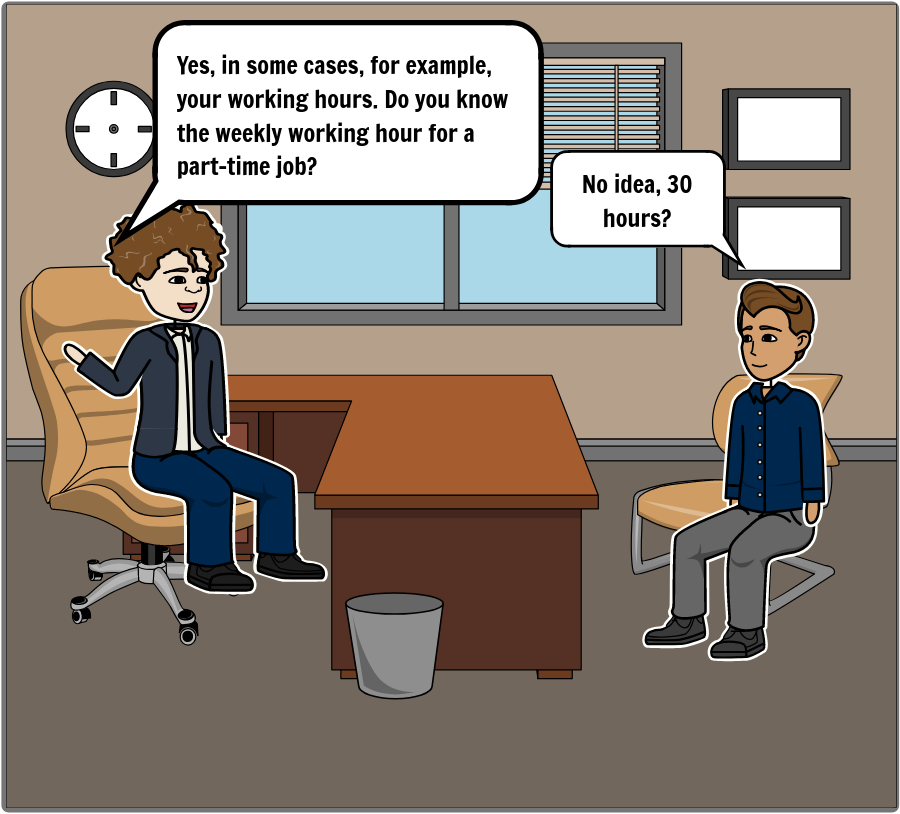 Yes, in some cases, for example,
your working hours. Do you know
the weekly working hour for a
part-time job?
No idea, 30
hours?